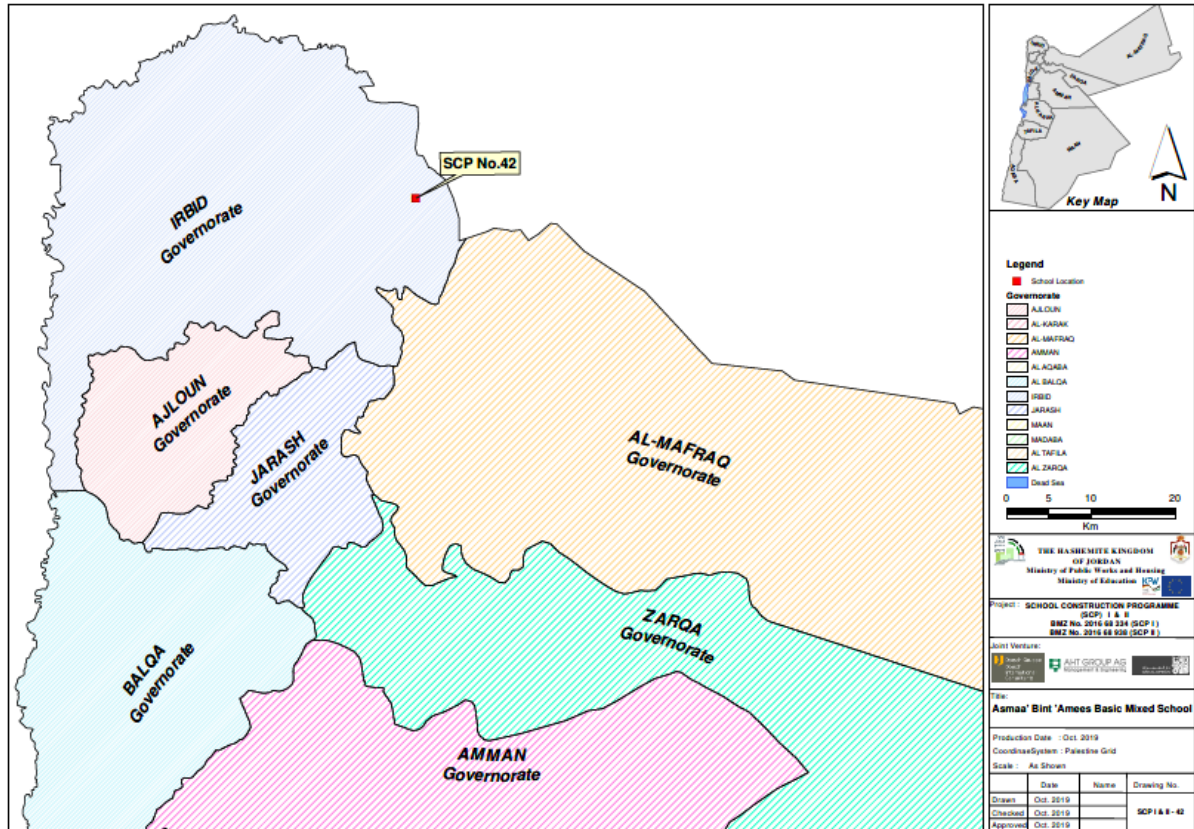 SCP No.42
IRBID
Governorate
AJLOUN
Governorate
JARASH
Governorate
AL-MAFRAQ
Governorate
ZARQA
Governorate
BALQA
Governorate
AMMAN
Governorate
Key Map
N
Legend
School Location
Governorate
AJLOUN
AL-KARAK
AL-MAFRAQ
AMMAN
AL AQABA
AL BALQA
IRBID
JARASH
MAAN
MADABA
AL TAFILA
AL ZARQA
Dead Sea
0 5 10 20
Km
THE HASHEMITE KINGDOM
OF JORDAN
Ministry of Public Works and Housing
Ministry of Education
KFW
Project : SCHOOL CONSTRUCTION PROGRAMME
(SCP) I & II
BMZ No. 2016 68 334 (SCP I )
BMZ No. 2016 68 938 (SCP II )
Joint Venture:
AHT GROUP AG
Management & Engineering
Title:
Asmaa' Bint 'Amees Basic Mixed School
Production Date : Oct. 2019
CoordinaeSystem : Palestine Grid
Scale : As Shown
Date Name Drawing No.
Drawn Oct. 2019
Checked Oct. 2019
SCP I & II - 42
Approved Oct. 2019